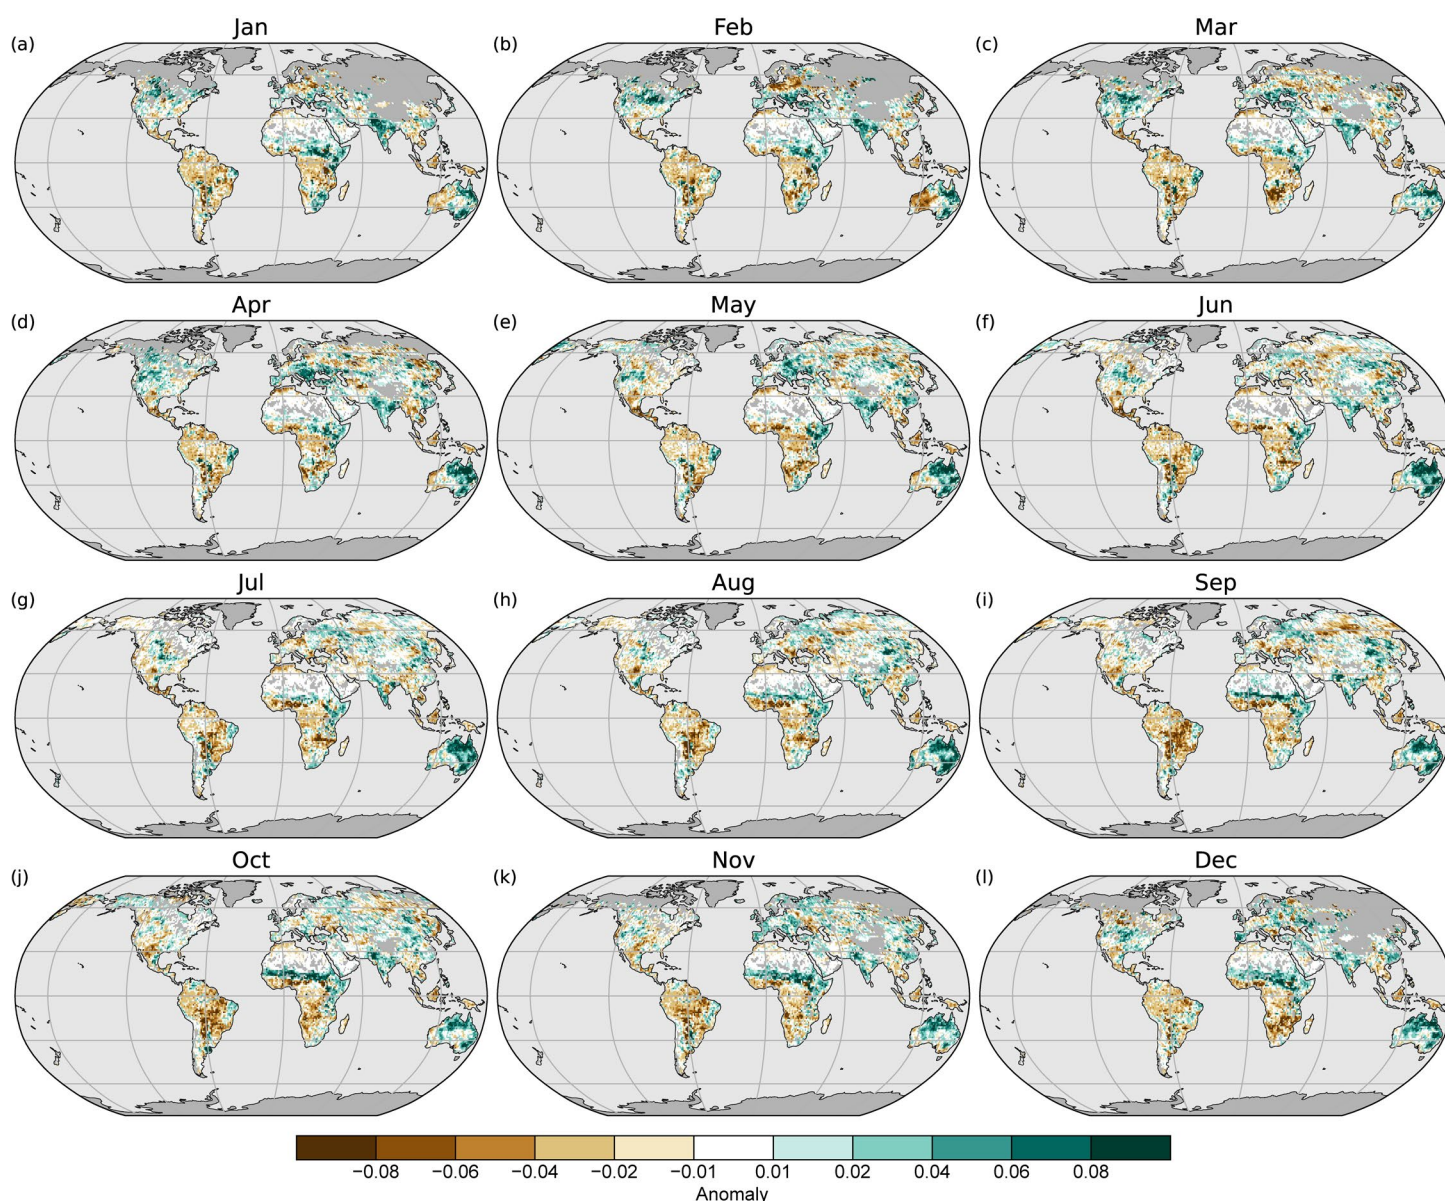 Jan Feb Mar
(a) (b) (c)
Apr May Jun
(d) (e) (f)
Jul Aug Sep
(g) (h) (i)
Oct Nov Dec
(j) (k) (l)
−0.08 −0.06 −0.04 −0.02 −0.01 0.01 0.02 0.04 0.06 0.08
Anomaly